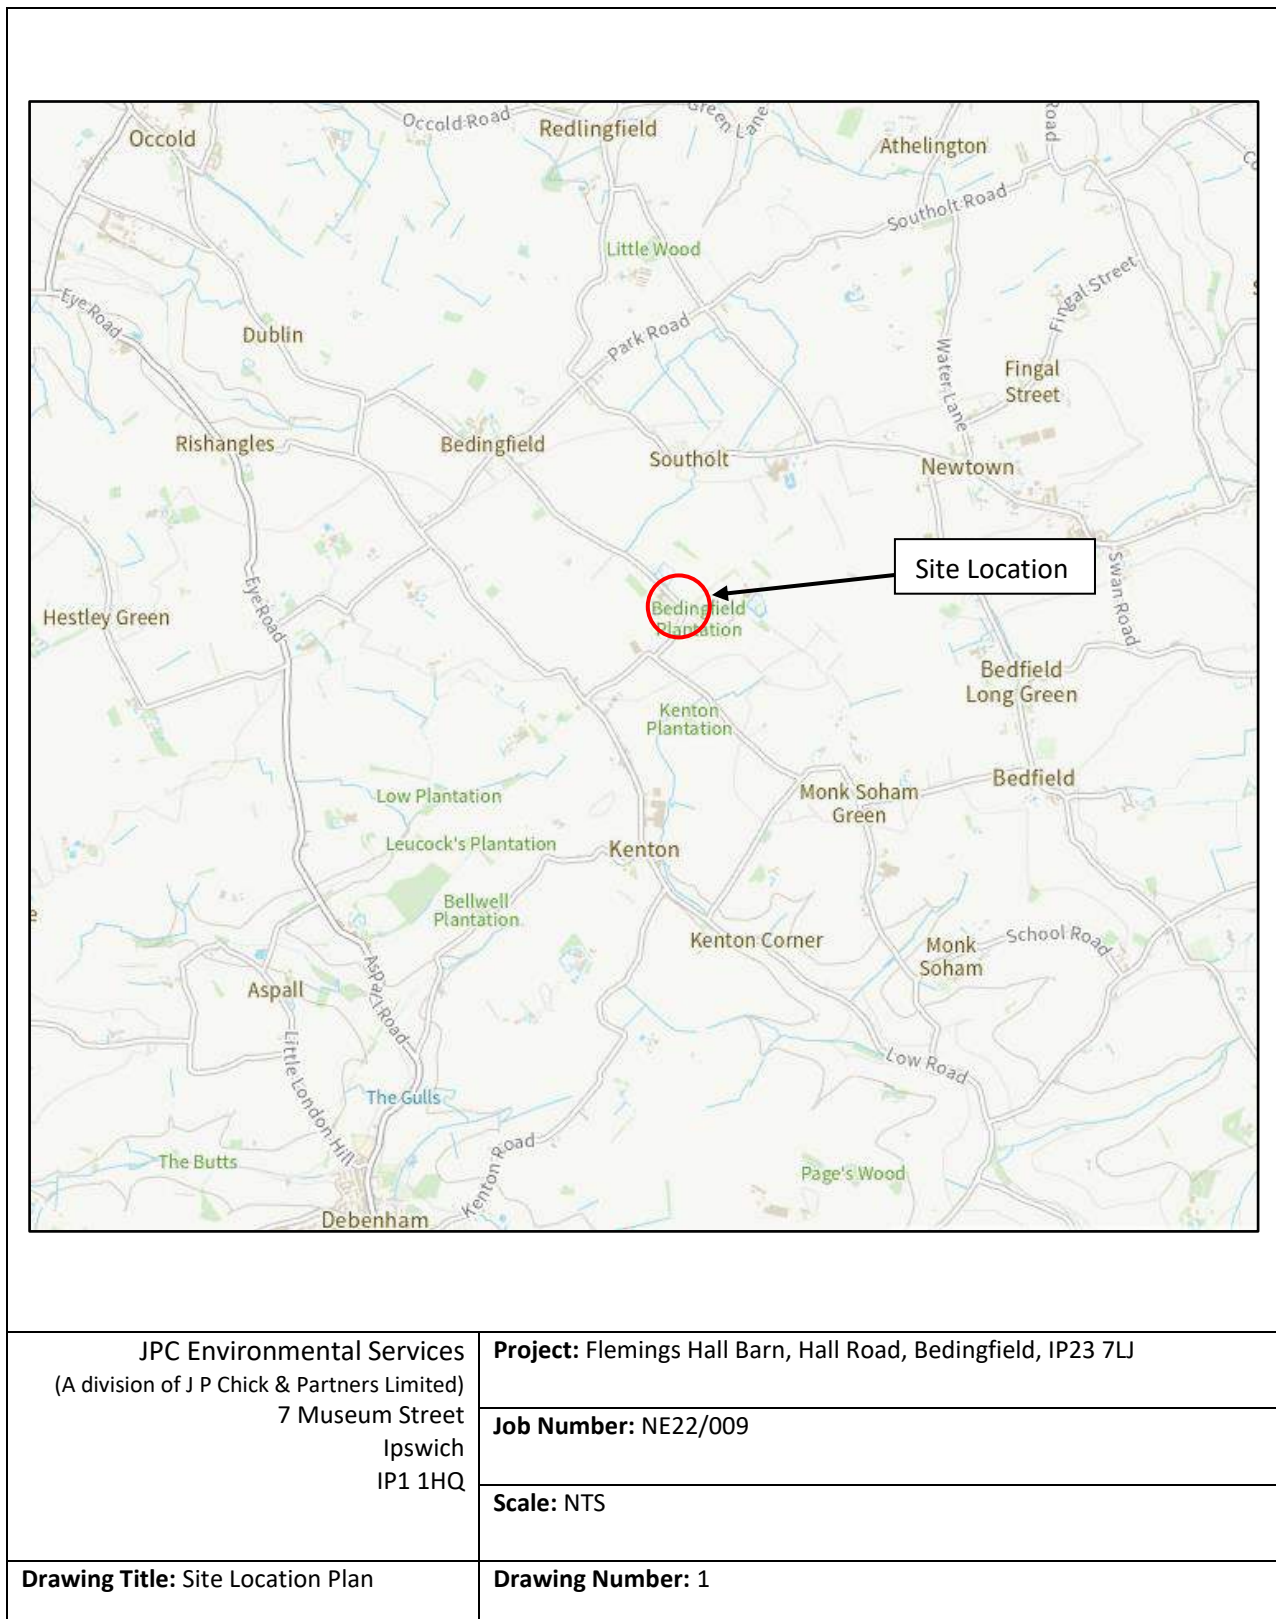 Occold
Occold Road
Redlingfield
Green Lane
Athelington
Road
Southolt Road
Little Wood
Eye Road
Dublin
Park Road
Fingal Street
Water Lane
Fingal
Street
Rishangles
Bedingfield
Southolt
Newtown
Site Location
Swan Road
Eye Road
Hestley Green
Bedingfield
Plantation
Bedfield
Long Green
Kenton
Plantation
Low Plantation
Monk Soham
Green
Bedfield
Leucock's Plantation
Kenton
Bellwell
Plantation
Kenton Corner
Monk
Soham
School Road
Aspall
Aspall Road
Little London Hill
Low Road
The Gulls
The Butts
Kenton Road
Page's Wood
Debenham
JPC Environmental Services
(A division of J P Chick & Partners Limited)
7 Museum Street
Ipswich
IP1 1HQ
Project: Flemings Hall Barn, Hall Road, Bedingfield, IP23 7LJ
Job Number: NE22/009
Scale: NTS
Drawing Title: Site Location Plan
Drawing Number: 1